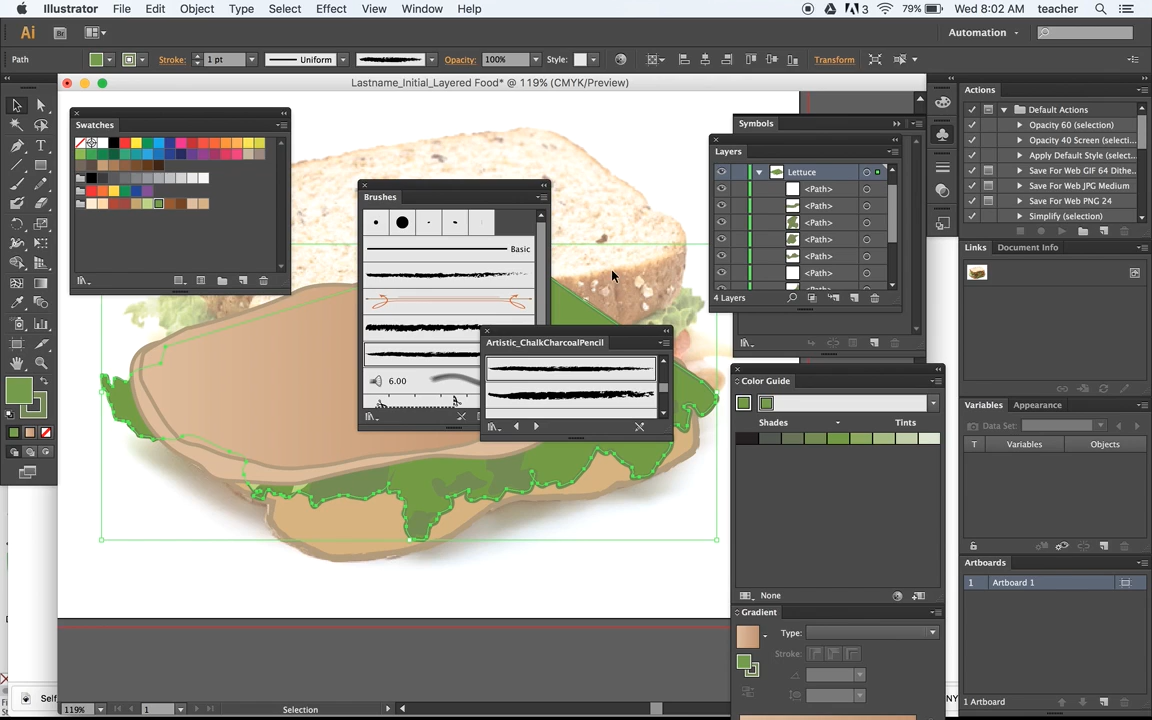 Illustrator File Edit Object Type Select Effect View Window Help 3 79% Wed 8:02 AM teacher
Ai Br Automation
Path Stroke: 1 pt Uniform Opacity: 100% Style: Transform
Lastname_Initial_Layered Food* @ 119% (CMYK/Preview)
Swatches
Brushes
Basic
6.00
Artistic_ChalkCharcoalPencil
Symbols
Layers
Lettuce
<Path>
<Path>
<Path>
<Path>
<Path>
<Path>
4 Layers
Color Guide
Shades Tints
None
Gradient
Type:
Stroke:
Actions
Default Actions
Opacity 60 (selection)
Opacity 40 Screen (selecti...
Apply Default Style (select...
Save For Web GIF 64 Dithe...
Save For Web JPG Medium
Save For Web PNG 24
Simplify (selection)
Links Document Info
Variables Appearance
Data Set:
T Variables Objects
Artboards
1 Artboard 1
1 Artboard
119% 1 Selection
Self